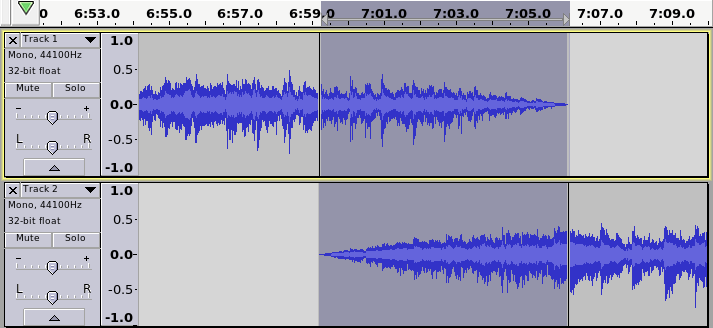 0 6:53.0 6:55.0 6:57.0 6:59.0 7:01.0 7:03.0 7:05.0 7:07.0 7:09.0
Track 1
Mono, 44100Hz
32-bit float
Mute Solo
- +
L R
1.0
0.5-
0.0-
-0.5-
-1.0
Track 2
Mono, 44100Hz
32-bit float
Mute Solo
- +
L R
1.0
0.5-
0.0-
-0.5-
-1.0